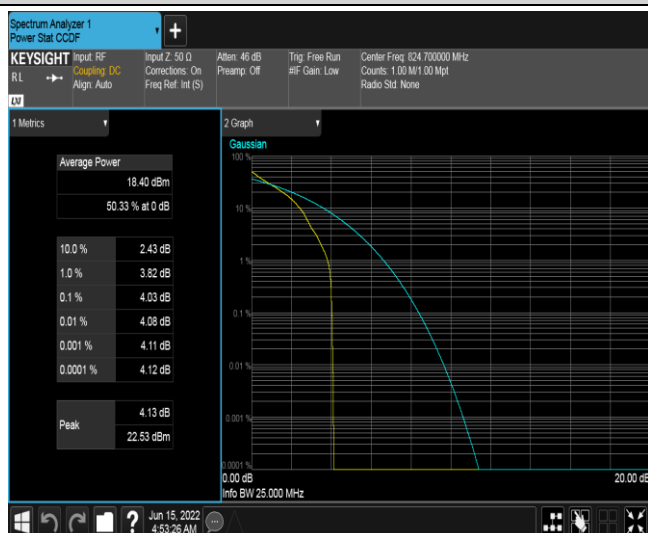 Spectrum Analyzer 1
Power Stat CCDF
KEYSIGHT
RL
LXI
Input: RF
Coupling: DC
Align: Auto
Input Z: 50 Ω
Corrections: On
Freq Ref: Int (S)
Atten: 46 dB
Preamp: Off
Trig: Free Run
#IF Gain: Low
Center Freq: 824.700000 MHz
Counts: 1.00 M/1.00 Mpt
Radio Std: None
1 Metrics
Average Power
18.40 dBm
50.33 % at 0 dB
10.0 % 2.43 dB
1.0 % 3.82 dB
0.1 % 4.03 dB
0.01 % 4.08 dB
0.001 % 4.11 dB
0.0001 % 4.12 dB
Peak
4.13 dB
22.53 dBm
2 Graph
Gaussian
100 %
10 %
1 %
0.1 %
0.01 %
0.001 %
0.0001 %
0.00 dB 20.00 dB
Info BW 25.000 MHz
?
Jun 15, 2022
4:53:26 AM